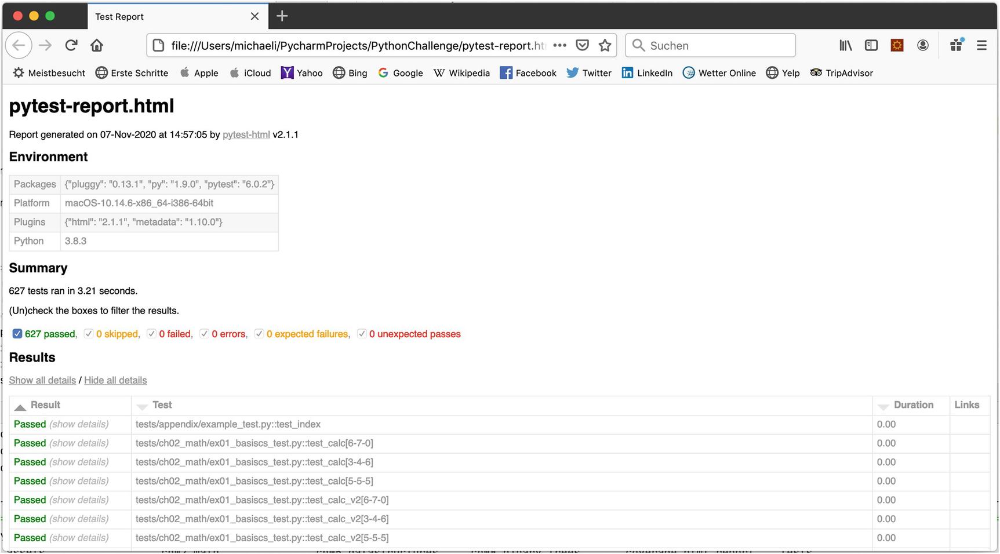 Test Report
file:///Users/michaeli/PycharmProjects/PythonChallenge/pytest-report.ht
Suchen
Meistbesucht Erste Schritte Apple iCloud Yahoo Bing Google Wikipedia Facebook Twitter LinkedIn Wetter Online Yelp TripAdvisor
pytest-report.html
Report generated on 07-Nov-2020 at 14:57:05 by pytest-html v2.1.1
Environment
Packages {"pluggy": "0.13.1", "py": "1.9.0", "pytest": "6.0.2"}
Platform macOS-10.14.6-x86_64-i386-64bit
Plugins {"html": "2.1.1", "metadata": "1.10.0"}
Python 3.8.3
Summary
627 tests ran in 3.21 seconds.
(Un)check the boxes to filter the results.
627 passed, 0 skipped, 0 failed, 0 errors, 0 expected failures, 0 unexpected passes
Results
Show all details / Hide all details
Result Test Duration Links
Passed (show details) tests/appendix/example_test.py::test_index 0.00
Passed (show details) tests/ch02_math/ex01_basiscs_test.py::test_calc[6-7-0] 0.00
Passed (show details) tests/ch02_math/ex01_basiscs_test.py::test_calc[3-4-6] 0.00
Passed (show details) tests/ch02_math/ex01_basiscs_test.py::test_calc[5-5-5] 0.00
Passed (show details) tests/ch02_math/ex01_basiscs_test.py::test_calc_v2[6-7-0] 0.00
Passed (show details) tests/ch02_math/ex01_basiscs_test.py::test_calc_v2[3-4-6] 0.00
Passed (show details) tests/ch02_math/ex01_basiscs_test.py::test_calc_v2[5-5-5] 0.00